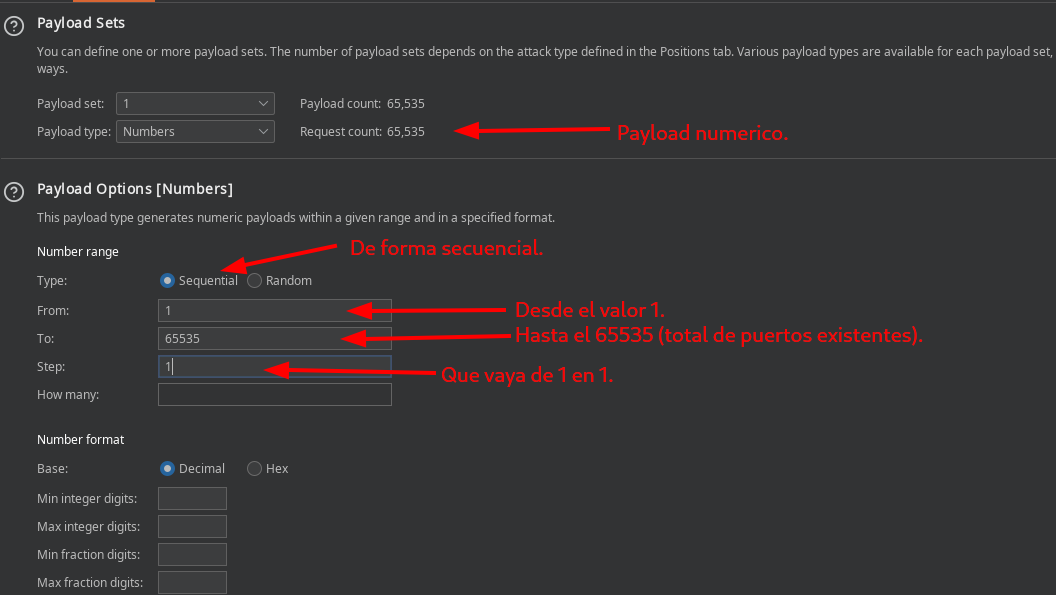 Payload Sets
You can define one or more payload sets. The number of payload sets depends on the attack type defined in the Positions tab. Various payload types are available for each payload set,
ways.
Payload set: 1 Payload count: 65,535
Payload type: Numbers Request count: 65,535 Payload numerico.
Payload Options [Numbers]
This payload type generates numeric payloads within a given range and in a specified format.
Number range De forma secuencial.
Type: Sequential Random
From: 1 Desde el valor 1.
To: 65535 Hasta el 65535 (total de puertos existentes).
Step: 1 Que vaya de 1 en 1.
How many:
Number format
Base: Decimal Hex
Min integer digits:
Max integer digits:
Min fraction digits:
Max fraction digits: